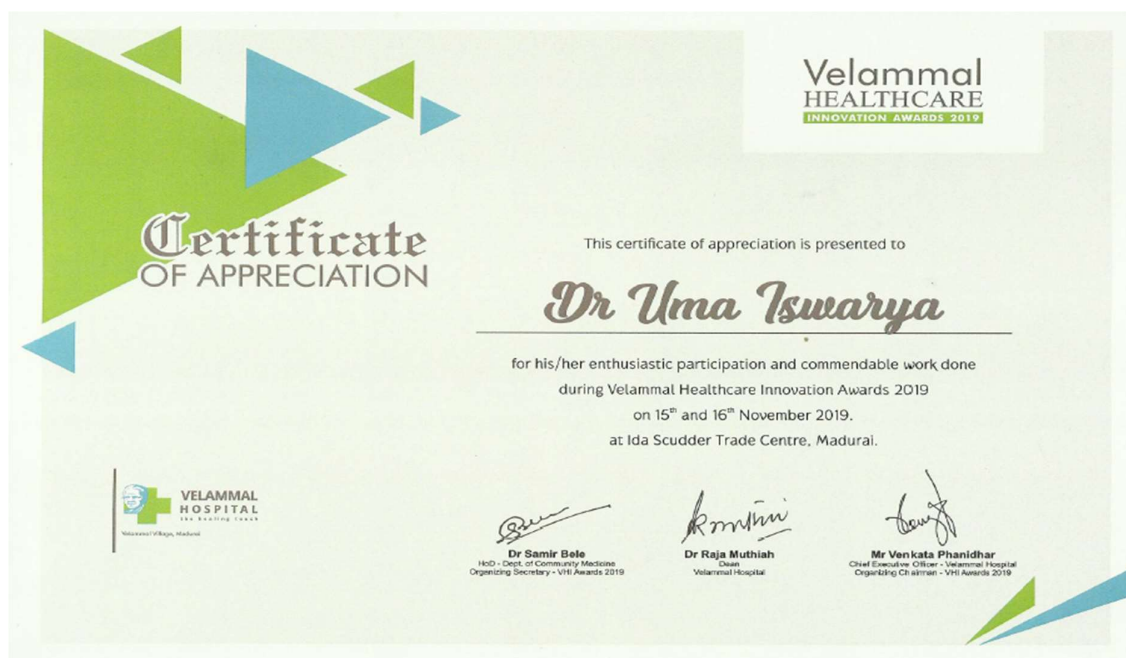 Velammal
HEALTHCARE
INNOVATION AWARDS 2019
Certificate
OF APPRECIATION
This certificate of appreciation is presented to
Dr Uma Iswarya
for his/her enthusiastic participation and commendable work done
during Velammal Healthcare Innovation Awards 2019
on 15th and 16th November 2019.
at Ida Scudder Trade Centre, Madurai.
VELAMMAL
HOSPITAL
the healing touch
Velammal Village, Madurai
Dr Samir Bele
HoD - Dept. of Community Medicine
Organizing Secretary - VHI Awards 2019
Dr Raja Muthiah
Dean
Velammal Hospital
Mr Venkata Phanidhar
Chief Executive Officer - Velammal Hospital
Organizing Chairman - VHI Awards 2019